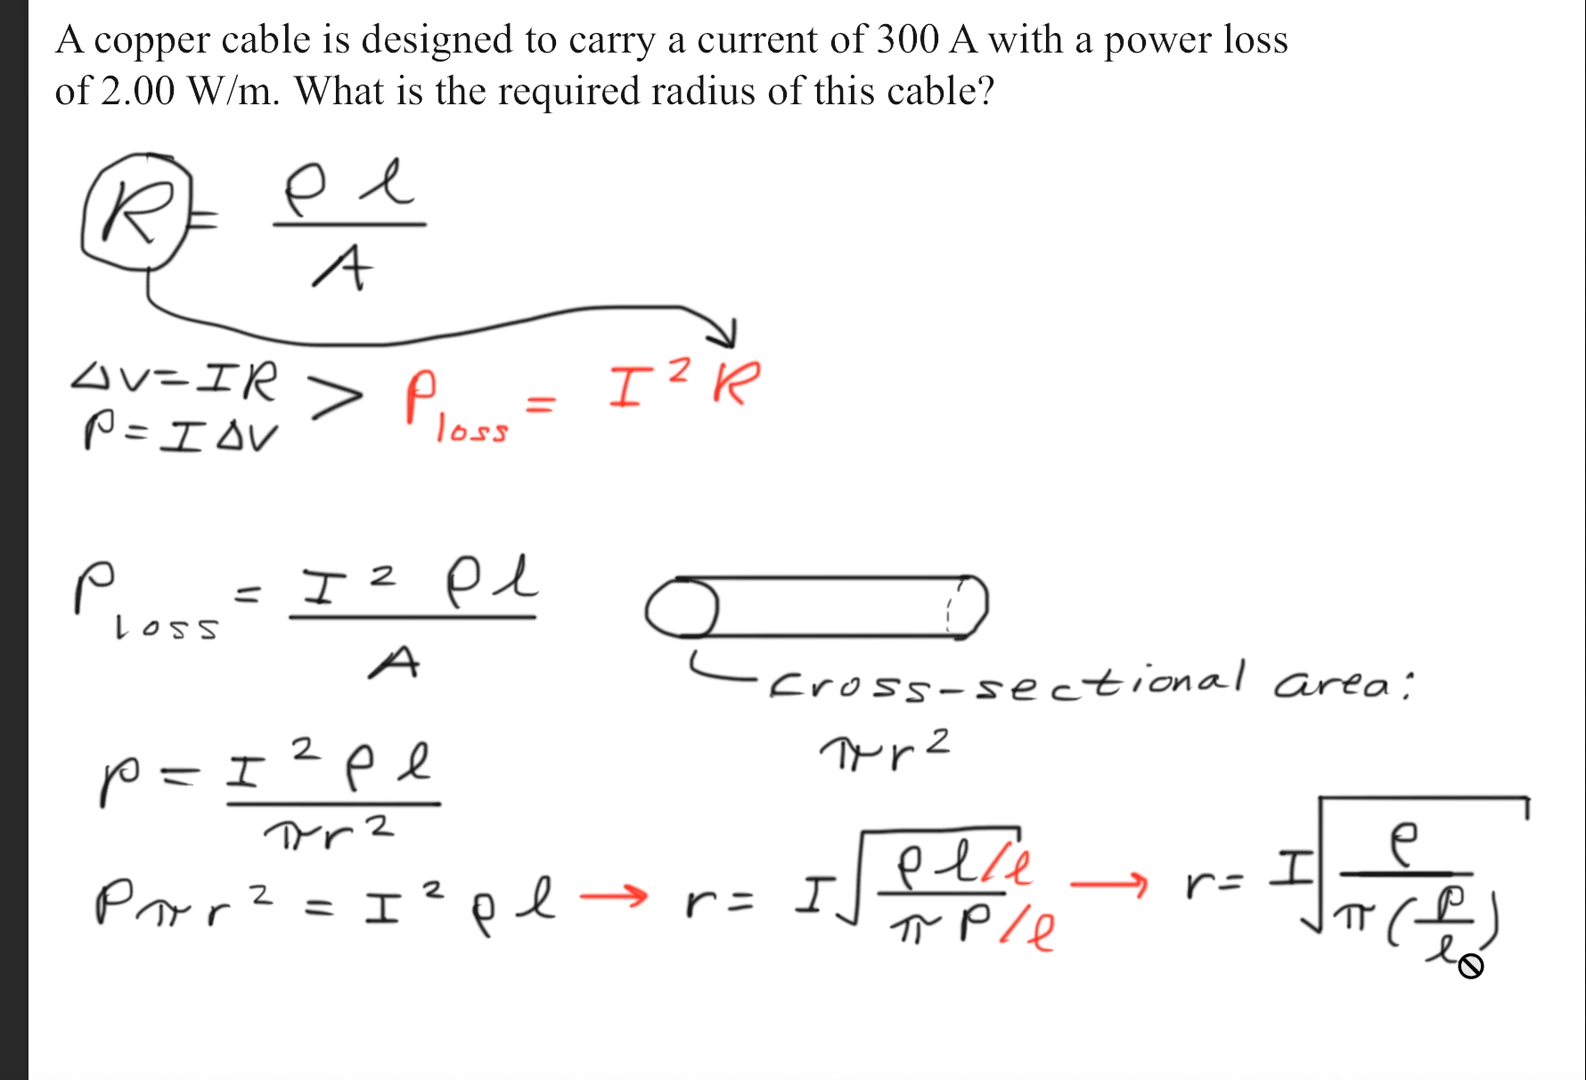 A copper cable is designed to carry a current of 300 A with a power loss
of 2.00 W/m. What is the required radius of this cable?
R = ρℓ/A
ΔV=IR
P=IΔV
> P_loss = I²R
P_loss = I²ρℓ/A
cross-sectional area:
πr²
P = I²ρℓ/πr²
Pπr² = I²ρℓ → r = I√(ρℓ/ℓ / πP/ℓ) → r = I√(ρ / π(P/ℓ))